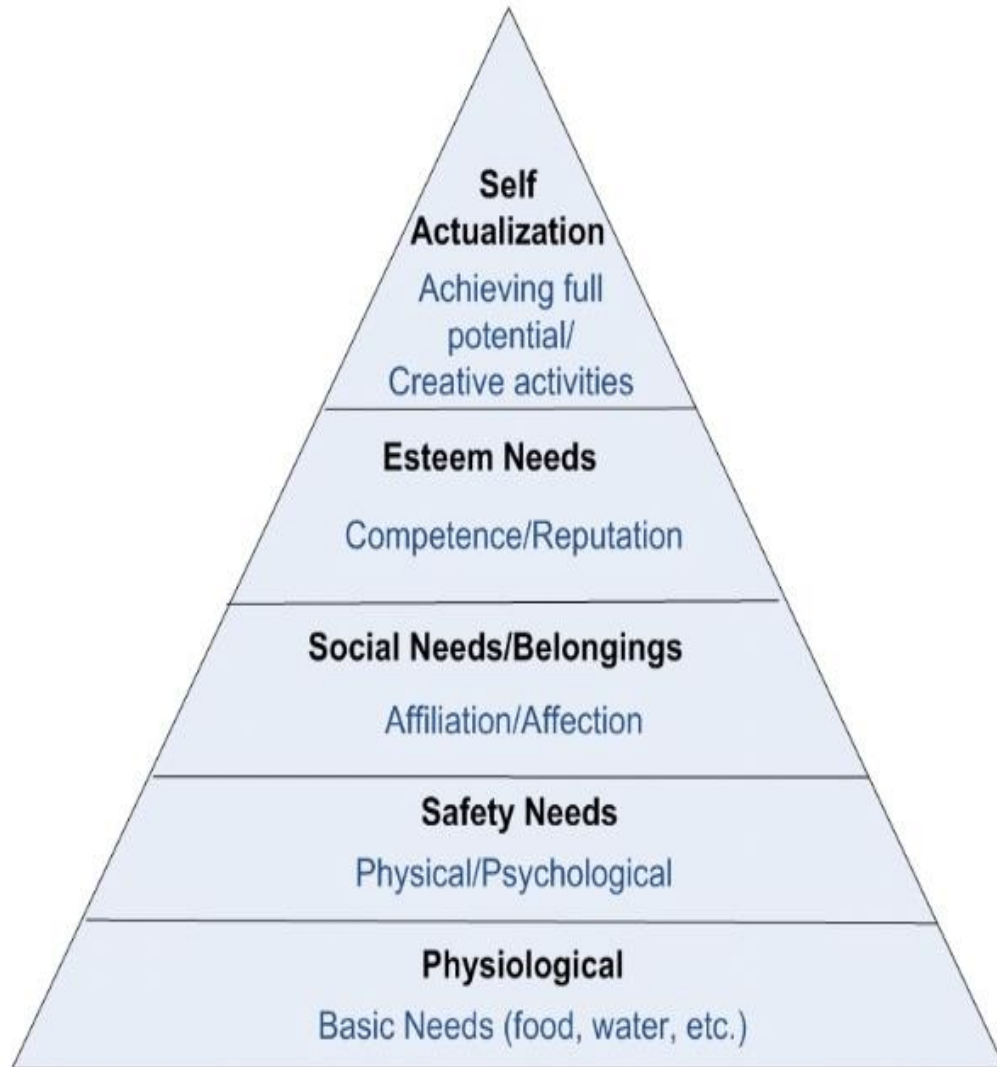 Self
Actualization
Achieving full
potential/
Creative activities
Esteem Needs
Competence/Reputation
Social Needs/Belongings
Affiliation/Affection
Safety Needs
Physical/Psychological
Physiological
Basic Needs (food, water, etc.)